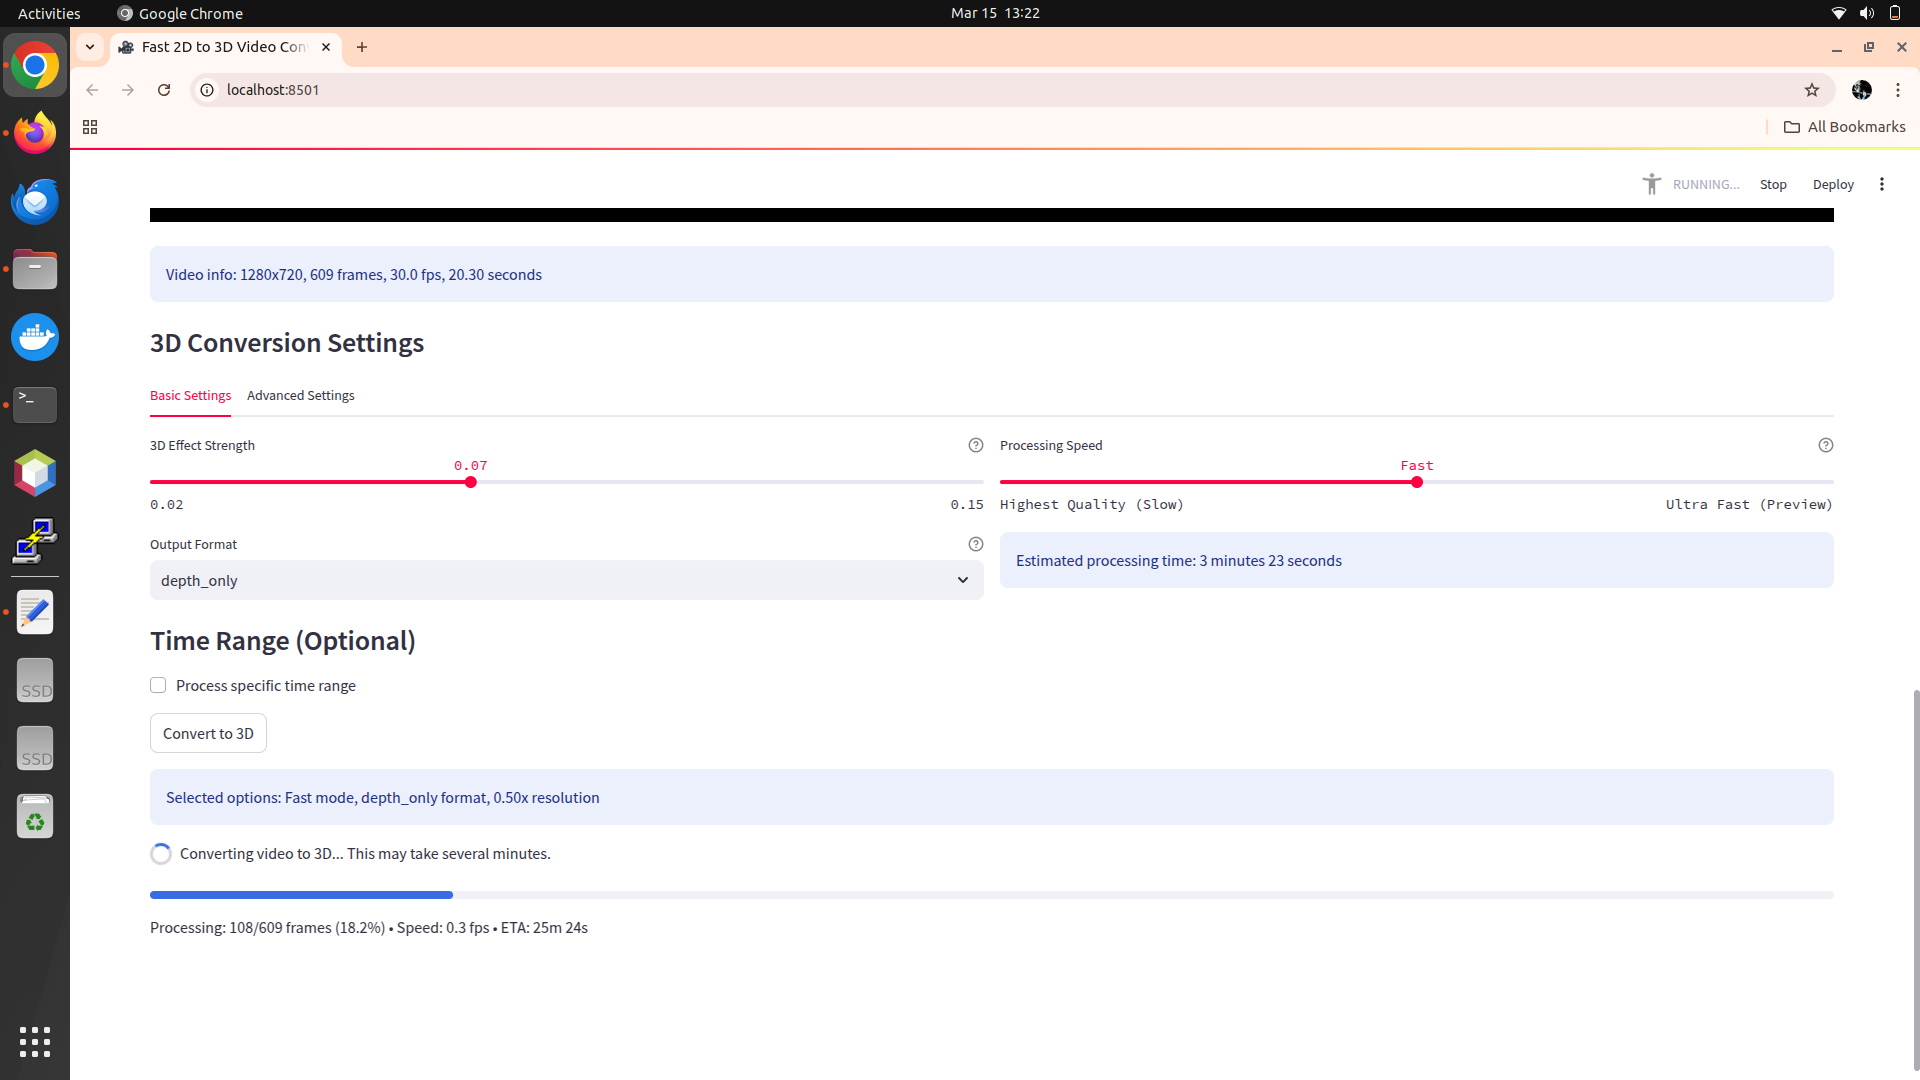 Activities
Google Chrome
Mar 15 13:22
Fast 2D to 3D Video Con
localhost:8501
All Bookmarks
RUNNING...
Stop
Deploy
Video info: 1280x720, 609 frames, 30.0 fps, 20.30 seconds
3D Conversion Settings
Basic Settings
Advanced Settings
3D Effect Strength
0.07
0.02
0.15
Processing Speed
Fast
Highest Quality (Slow)
Ultra Fast (Preview)
Output Format
depth_only
Estimated processing time: 3 minutes 23 seconds
Time Range (Optional)
Process specific time range
Convert to 3D
Selected options: Fast mode, depth_only format, 0.50x resolution
Converting video to 3D... This may take several minutes.
Processing: 108/609 frames (18.2%) • Speed: 0.3 fps • ETA: 25m 24s
>_
SSD
SSD